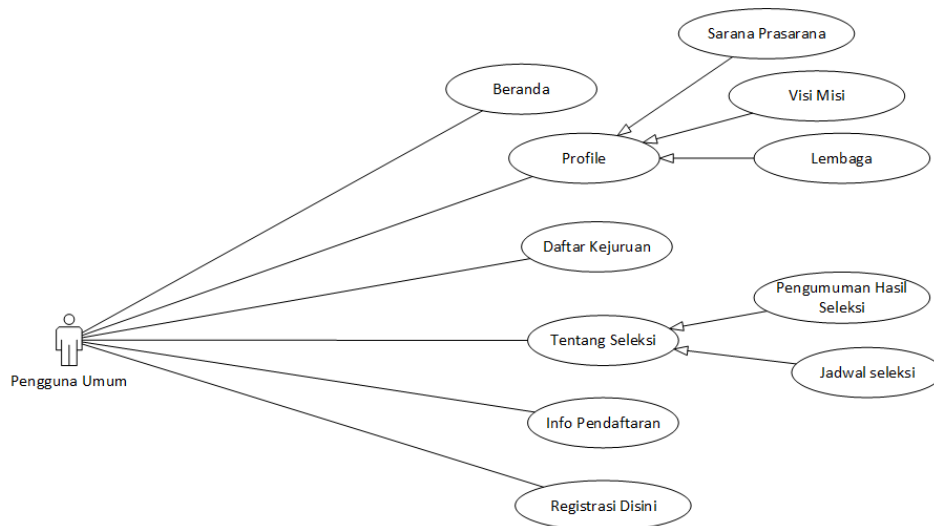 Sarana Prasarana
Beranda
Visi Misi
Profile
Lembaga
Daftar Kejuruan
Pengumuman Hasil
Seleksi
Tentang Seleksi
Jadwal seleksi
Pengguna Umum
Info Pendaftaran
Registrasi Disini